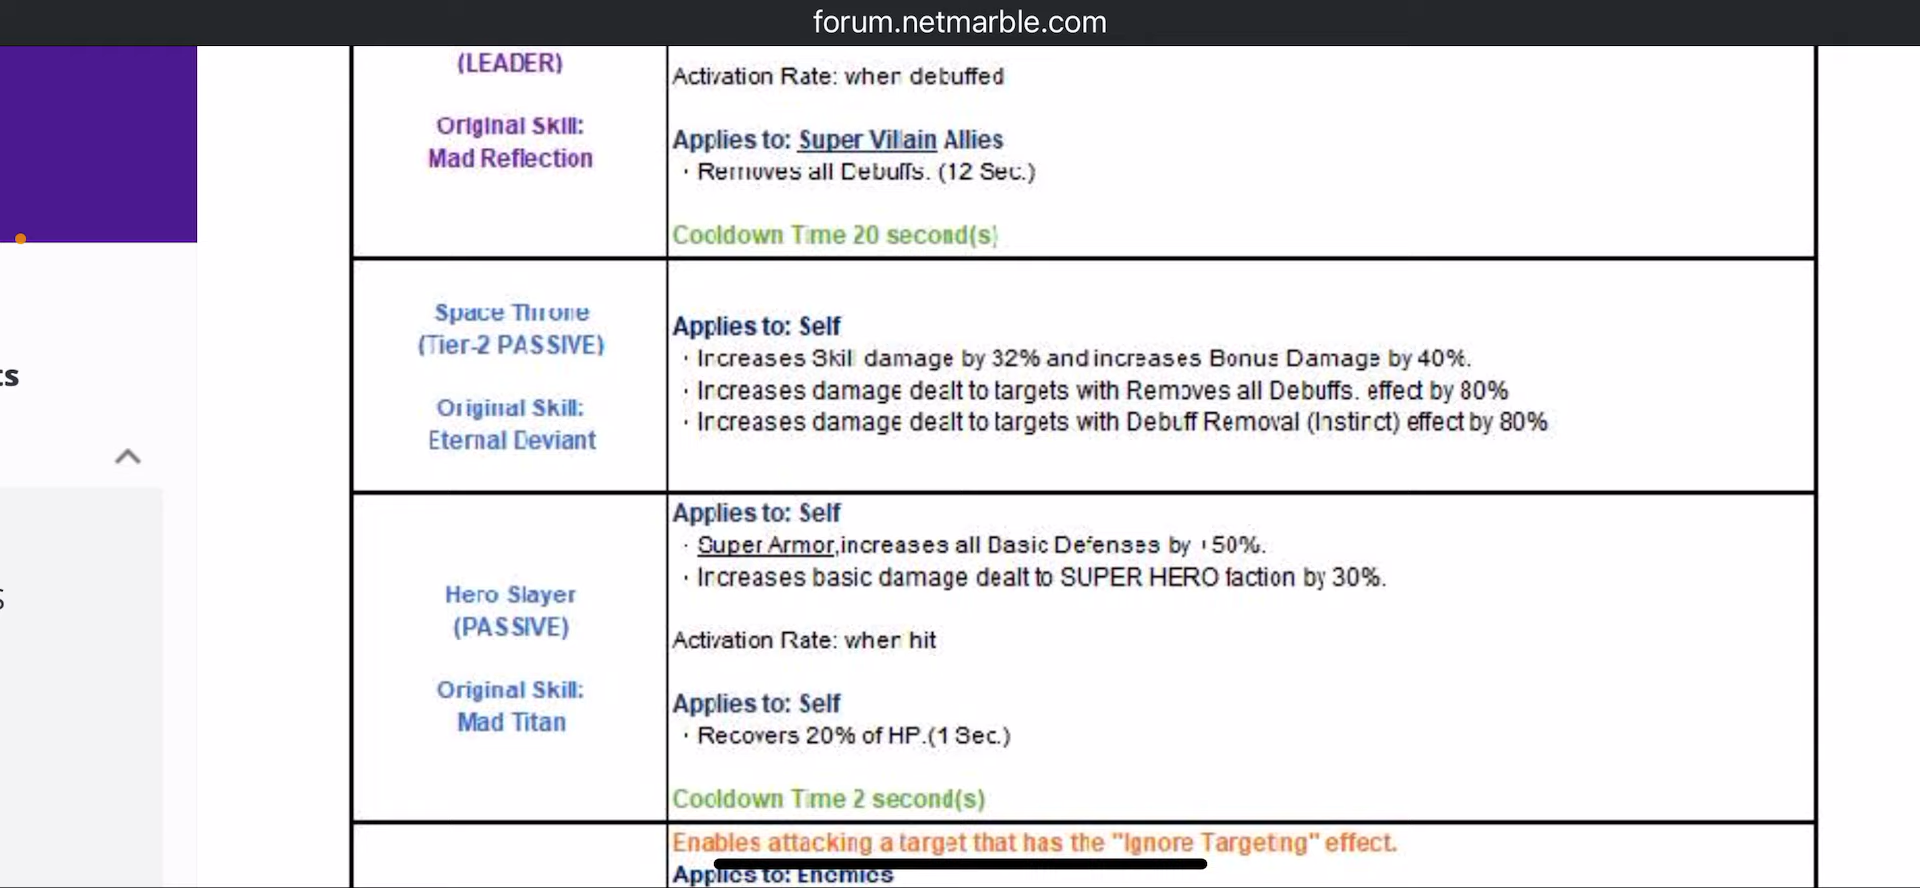 forum.netmarble.com
(LEADER)
Original Skill:
Mad Reflection
Activation Rate: when debuffed
Applies to: Super Villain Allies
· Removes all Debuffs. (12 Sec.)
Cooldown Time 20 second(s)
Space Throne
(Tier-2 PASSIVE)
Original Skill:
Eternal Deviant
Applies to: Self
· Increases Skill damage by 32% and increases Bonus Damage by 40%.
· Increases damage dealt to targets with Removes all Debuffs. effect by 80%
· Increases damage dealt to targets with Debuff Removal (Instinct) effect by 80%
Hero Slayer
(PASSIVE)
Original Skill:
Mad Titan
Applies to: Self
· Super Armor,increases all Basic Defenses by +50%.
· Increases basic damage dealt to SUPER HERO faction by 30%.
Activation Rate: when hit
Applies to: Self
· Recovers 20% of HP.(1 Sec.)
Cooldown Time 2 second(s)
Enables attacking a target that has the "Ignore Targeting" effect.
Applies to: Enemies